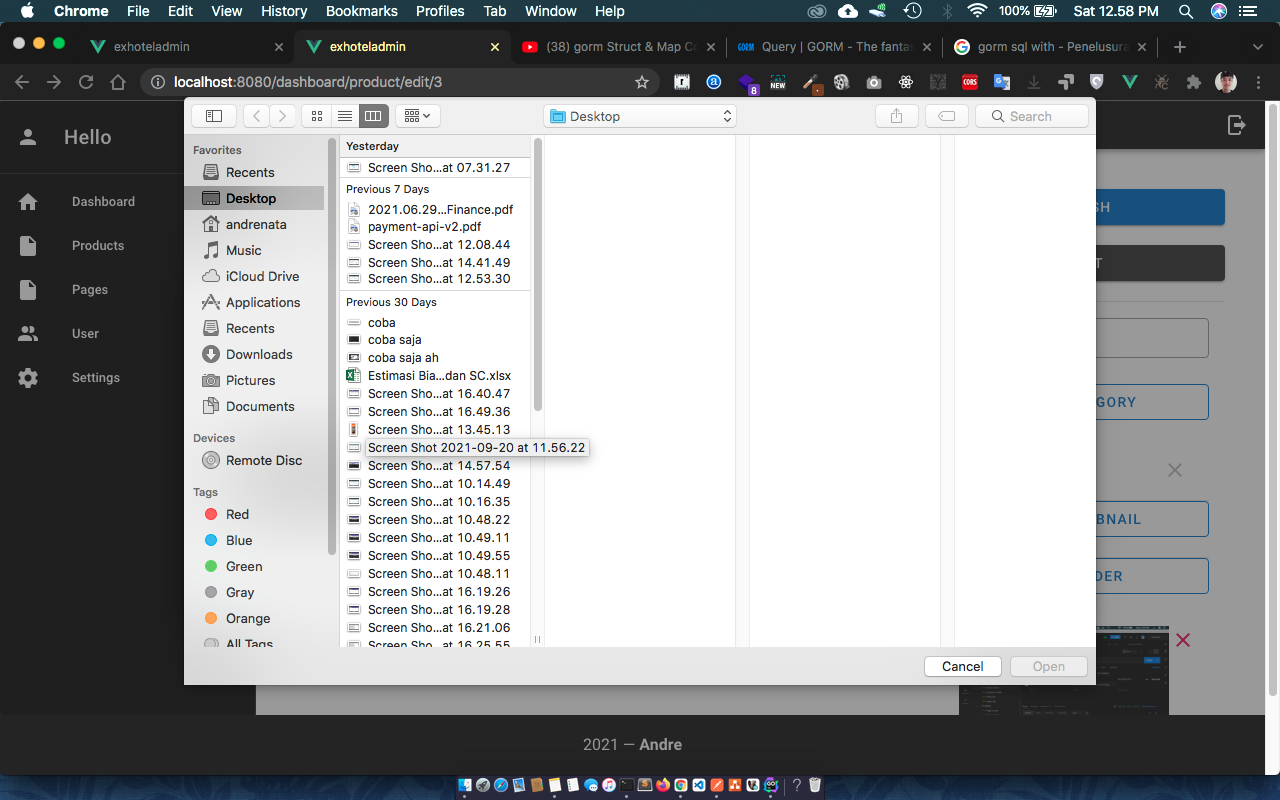 Chrome File Edit View History Bookmarks Profiles Tab Window Help 100% Sat 12.58 PM
exhoteladmin
exhoteladmin
(38) gorm Struct & Map Co
Query | GORM - The fantas
gorm sql with - Penelusura
localhost:8080/dashboard/product/edit/3
8
NEW
CORS
Hello
Dashboard
Products
Pages
User
Settings
Desktop
Search
Favorites
Recents
Desktop
andrenata
Music
iCloud Drive
Applications
Recents
Downloads
Pictures
Documents
Devices
Remote Disc
Tags
Red
Blue
Green
Gray
Orange
All Tags
Yesterday
Screen Sho...at 07.31.27
Previous 7 Days
2021.06.29...Finance.pdf
payment-api-v2.pdf
Screen Sho...at 12.08.44
Screen Sho...at 14.41.49
Screen Sho...at 12.53.30
Previous 30 Days
coba
coba saja
coba saja ah
Estimasi Bia...dan SC.xlsx
Screen Sho...at 16.40.47
Screen Sho...at 16.49.36
Screen Sho...at 13.45.13
Screen Shot 2021-09-20 at 11.56.22
Screen Sho...at 14.57.54
Screen Sho...at 10.14.49
Screen Sho...at 10.16.35
Screen Sho...at 10.48.22
Screen Sho...at 10.49.11
Screen Sho...at 10.49.55
Screen Sho...at 10.48.11
Screen Sho...at 16.19.26
Screen Sho...at 16.19.28
Screen Sho...at 16.21.06
Screen Sho...at 16.25.55
Cancel
Open
SH
T
GORY
BNAIL
DER
2021 — Andre